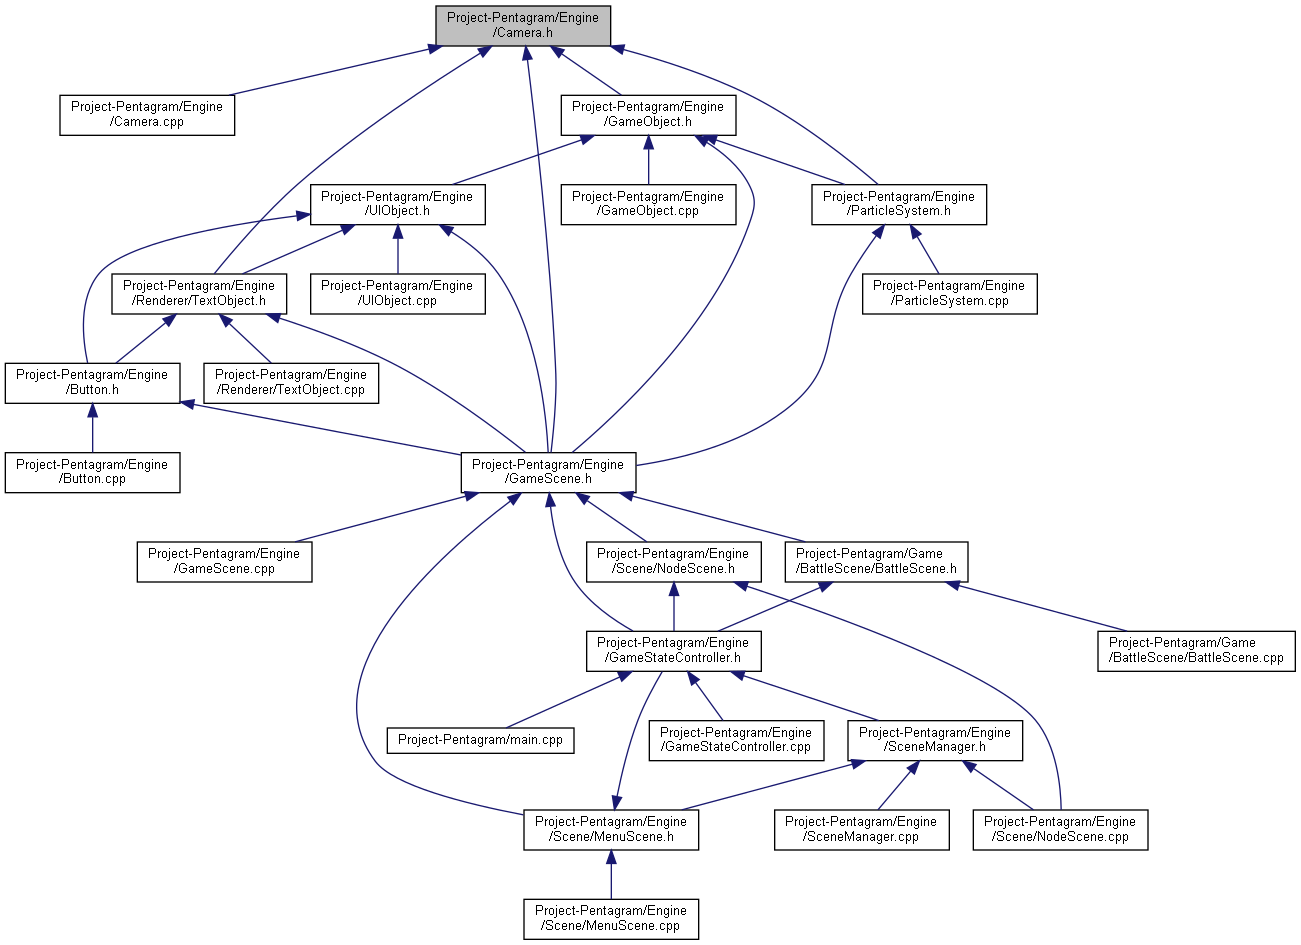 Project-Pentagram/Engine
/Camera.h
Project-Pentagram/Engine
/Camera.cpp
Project-Pentagram/Engine
/GameObject.h
Project-Pentagram/Engine
/UIObject.h
Project-Pentagram/Engine
/GameObject.cpp
Project-Pentagram/Engine
/ParticleSystem.h
Project-Pentagram/Engine
/Renderer/TextObject.h
Project-Pentagram/Engine
/UIObject.cpp
Project-Pentagram/Engine
/ParticleSystem.cpp
Project-Pentagram/Engine
/Button.h
Project-Pentagram/Engine
/Renderer/TextObject.cpp
Project-Pentagram/Engine
/Button.cpp
Project-Pentagram/Engine
/GameScene.h
Project-Pentagram/Engine
/GameScene.cpp
Project-Pentagram/Engine
/Scene/NodeScene.h
Project-Pentagram/Game
/BattleScene/BattleScene.h
Project-Pentagram/Engine
/GameStateController.h
Project-Pentagram/Game
/BattleScene/BattleScene.cpp
Project-Pentagram/main.cpp
Project-Pentagram/Engine
/GameStateController.cpp
Project-Pentagram/Engine
/SceneManager.h
Project-Pentagram/Engine
/Scene/MenuScene.h
Project-Pentagram/Engine
/SceneManager.cpp
Project-Pentagram/Engine
/Scene/NodeScene.cpp
Project-Pentagram/Engine
/Scene/MenuScene.cpp